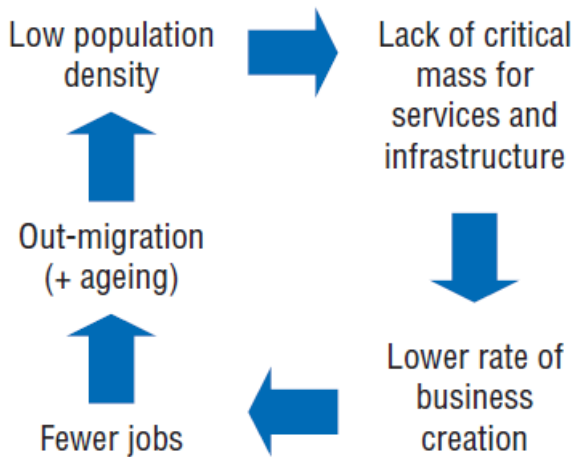 Low population
density
Lack of critical
mass for
services and
infrastructure
Out-migration
(+ ageing)
Lower rate of
business
creation
Fewer jobs